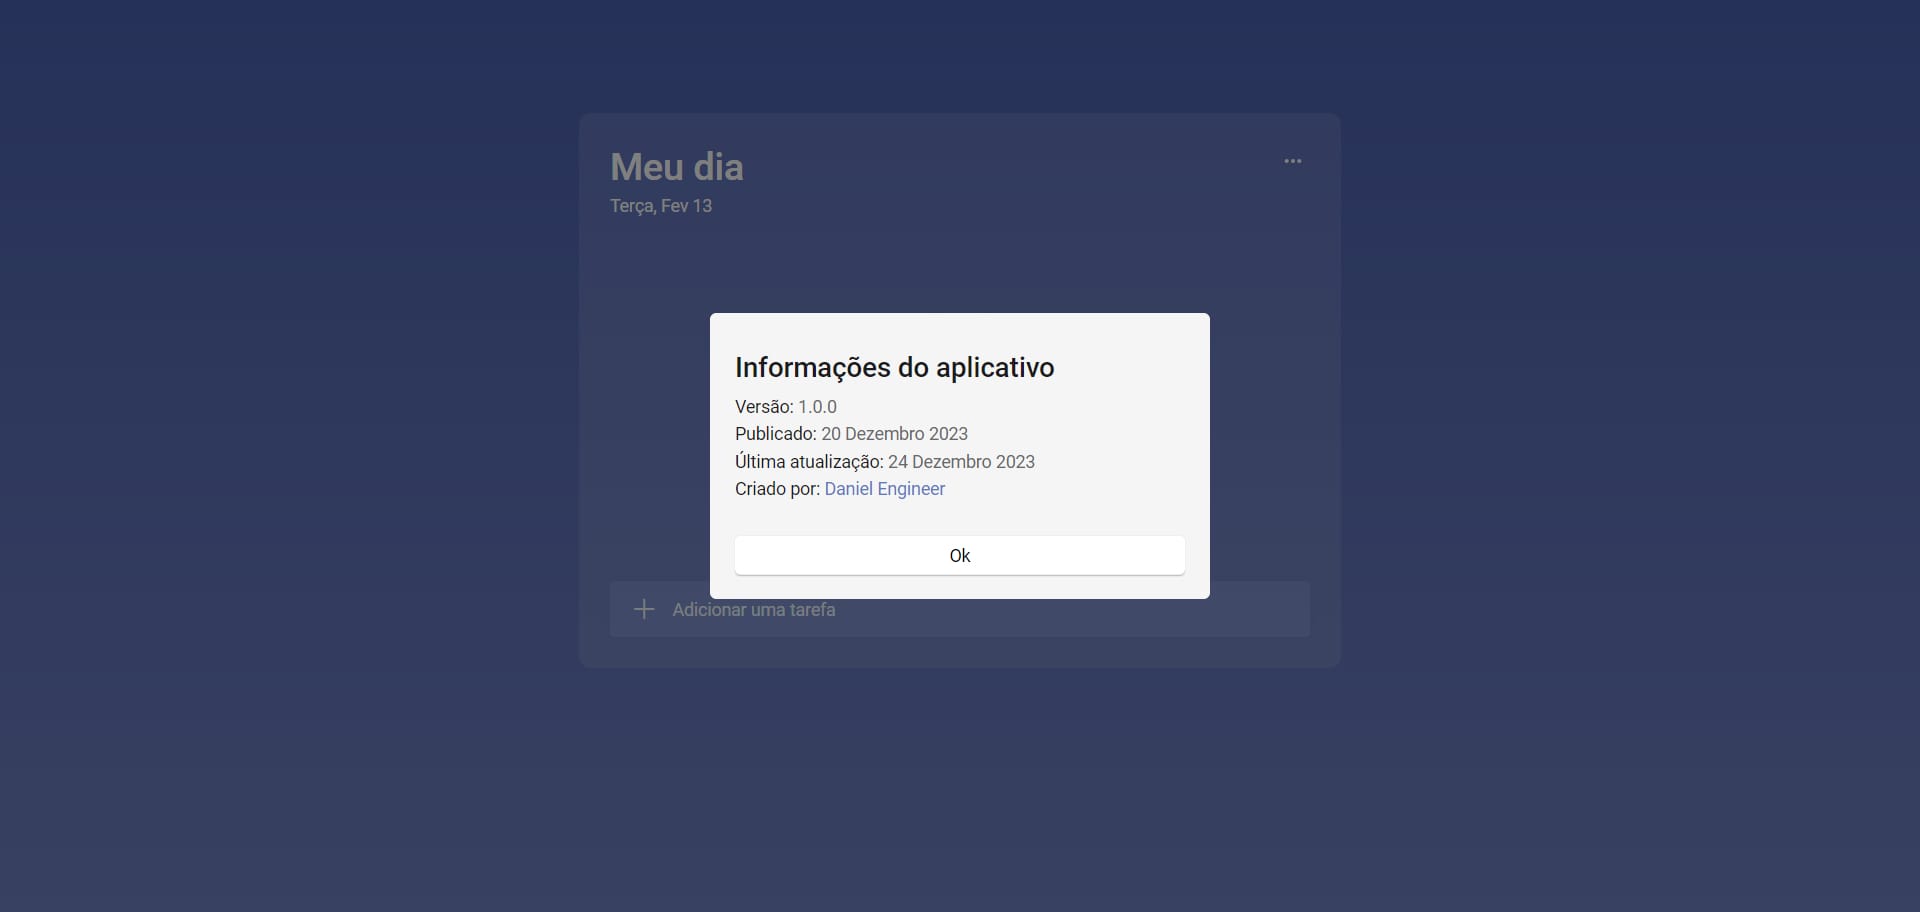 Meu dia
Terça, Fev 13
Informações do aplicativo
Versão: 1.0.0
Publicado: 20 Dezembro 2023
Última atualização: 24 Dezembro 2023
Criado por: Daniel Engineer
Ok
Adicionar uma tarefa